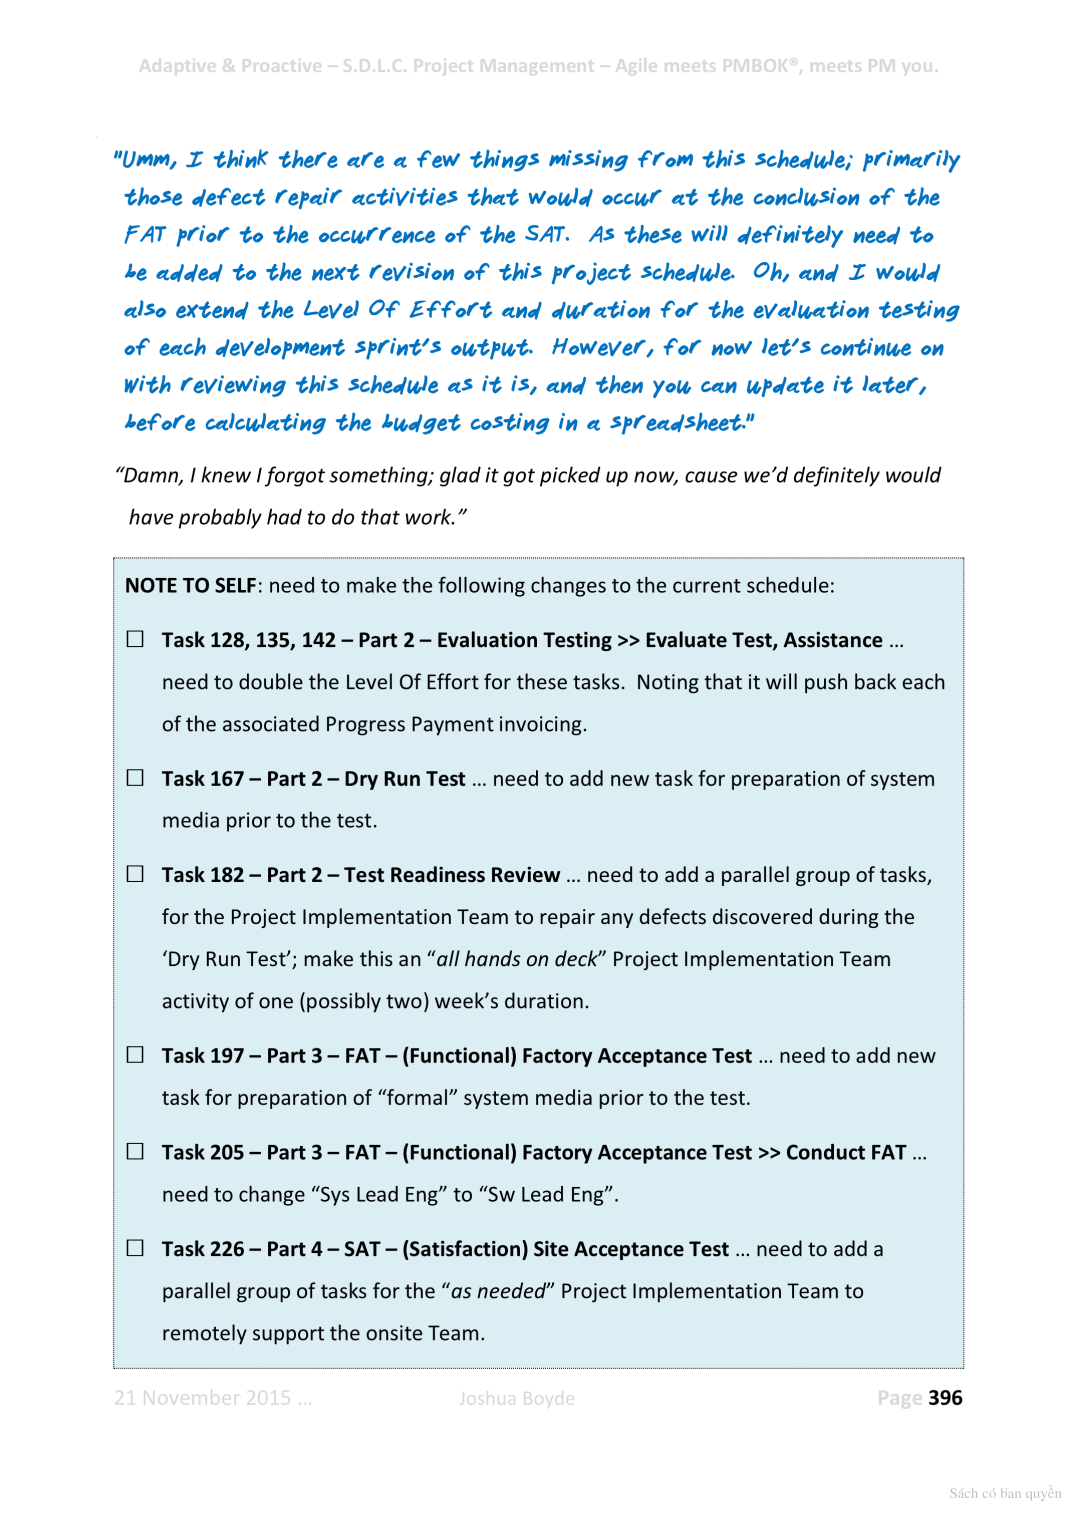 Adaptive & Proactive – S.D.L.C. Project Management – Agile meets PMBOK®, meets PM you.
"Umm, I think there are a few things missing from this schedule; primarily
those defect repair activities that would occur at the conclusion of the
FAT prior to the occurrence of the SAT.  As these will definitely need to
be added to the next revision of this project schedule.  Oh, and I would
also extend the Level Of Effort and duration for the evaluation testing
of each development sprint's output.  However, for now let's continue on
with reviewing this schedule as it is, and then you can update it later,
before calculating the budget costing in a spreadsheet."
“Damn, I knew I forgot something; glad it got picked up now, cause we’d definitely would
have probably had to do that work.”
NOTE TO SELF: need to make the following changes to the current schedule:
☐ Task 128, 135, 142 – Part 2 – Evaluation Testing >> Evaluate Test, Assistance ...
need to double the Level Of Effort for these tasks.  Noting that it will push back each
of the associated Progress Payment invoicing.
☐ Task 167 – Part 2 – Dry Run Test ... need to add new task for preparation of system
media prior to the test.
☐ Task 182 – Part 2 – Test Readiness Review ... need to add a parallel group of tasks,
for the Project Implementation Team to repair any defects discovered during the
‘Dry Run Test’; make this an “all hands on deck” Project Implementation Team
activity of one (possibly two) week’s duration.
☐ Task 197 – Part 3 – FAT – (Functional) Factory Acceptance Test ... need to add new
task for preparation of “formal” system media prior to the test.
☐ Task 205 – Part 3 – FAT – (Functional) Factory Acceptance Test >> Conduct FAT ...
need to change “Sys Lead Eng” to “Sw Lead Eng”.
☐ Task 226 – Part 4 – SAT – (Satisfaction) Site Acceptance Test ... need to add a
parallel group of tasks for the “as needed” Project Implementation Team to
remotely support the onsite Team.
21 November 2015 ... Joshua Boyde Page 396
Sách có bản quyền